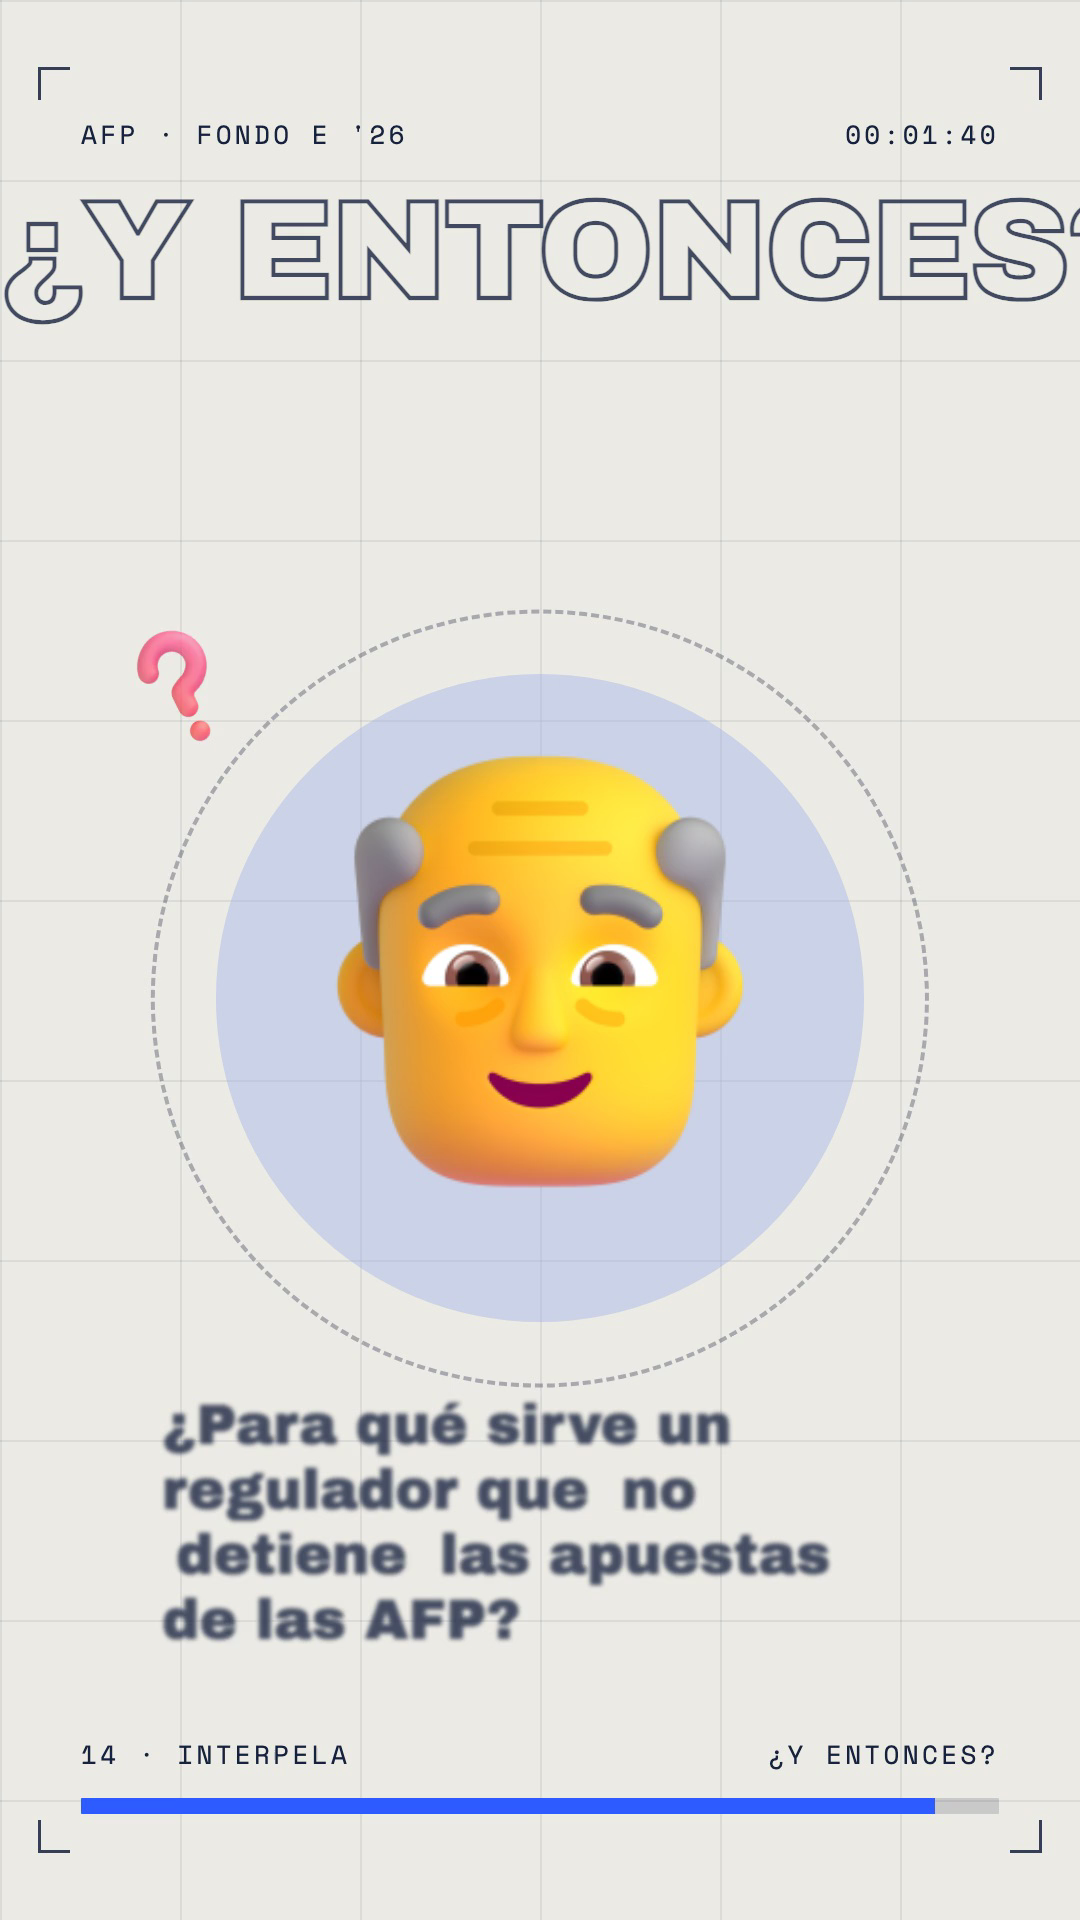 AFP · FONDO E '26
00:01:40
¿Y ENTONCES?
¿Para qué sirve un
regulador que no
detiene las apuestas
de las AFP?
14 · INTERPELA
¿Y ENTONCES?